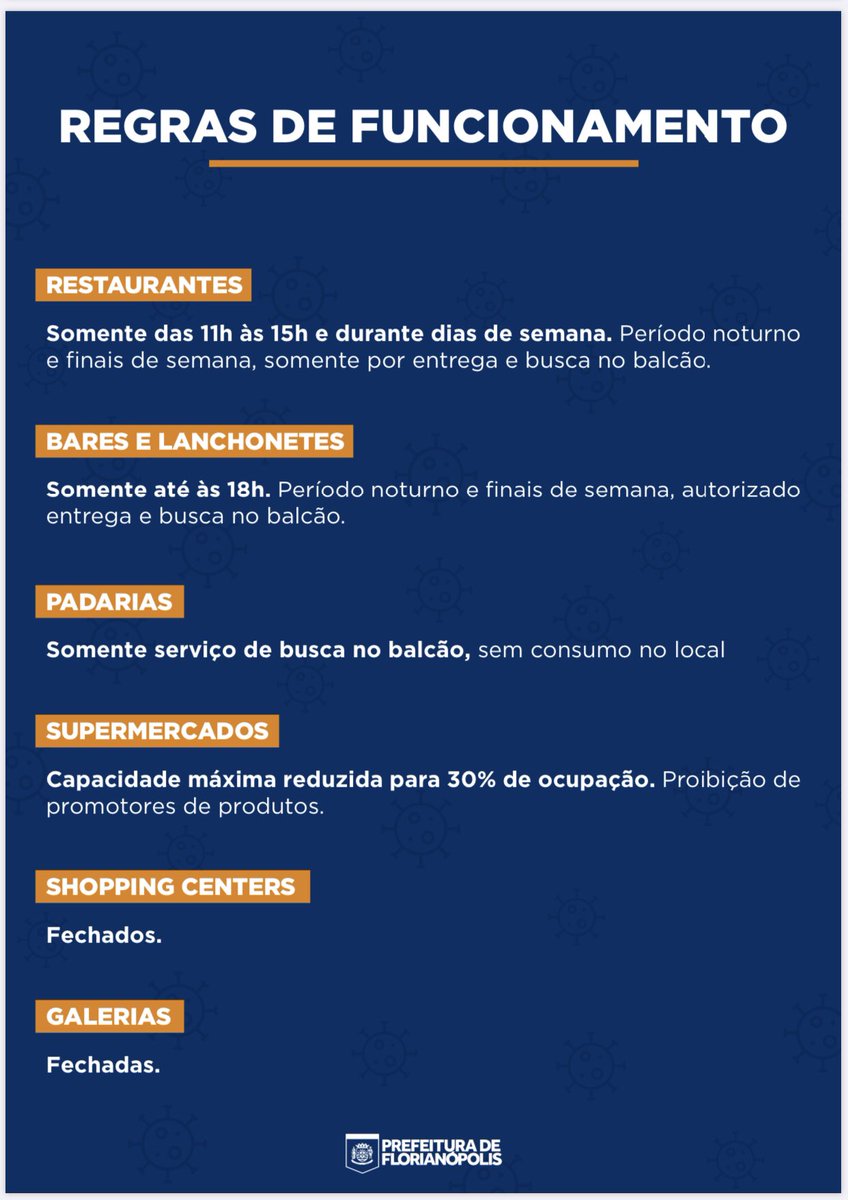 REGRAS DE FUNCIONAMENTO
RESTAURANTES
Somente das 11h às 15h e durante dias de semana. Período noturno
e finais de semana, somente por entrega e busca no balcão.
BARES E LANCHONETES
Somente até às 18h. Período noturno e finais de semana, autorizado
entrega e busca no balcão.
PADARIAS
Somente serviço de busca no balcão, sem consumo no local
SUPERMERCADOS
Capacidade máxima reduzida para 30% de ocupação. Proibição de
promotores de produtos.
SHOPPING CENTERS
Fechados.
GALERIAS
Fechadas.
PREFEITURA DE
FLORIANÓPOLIS